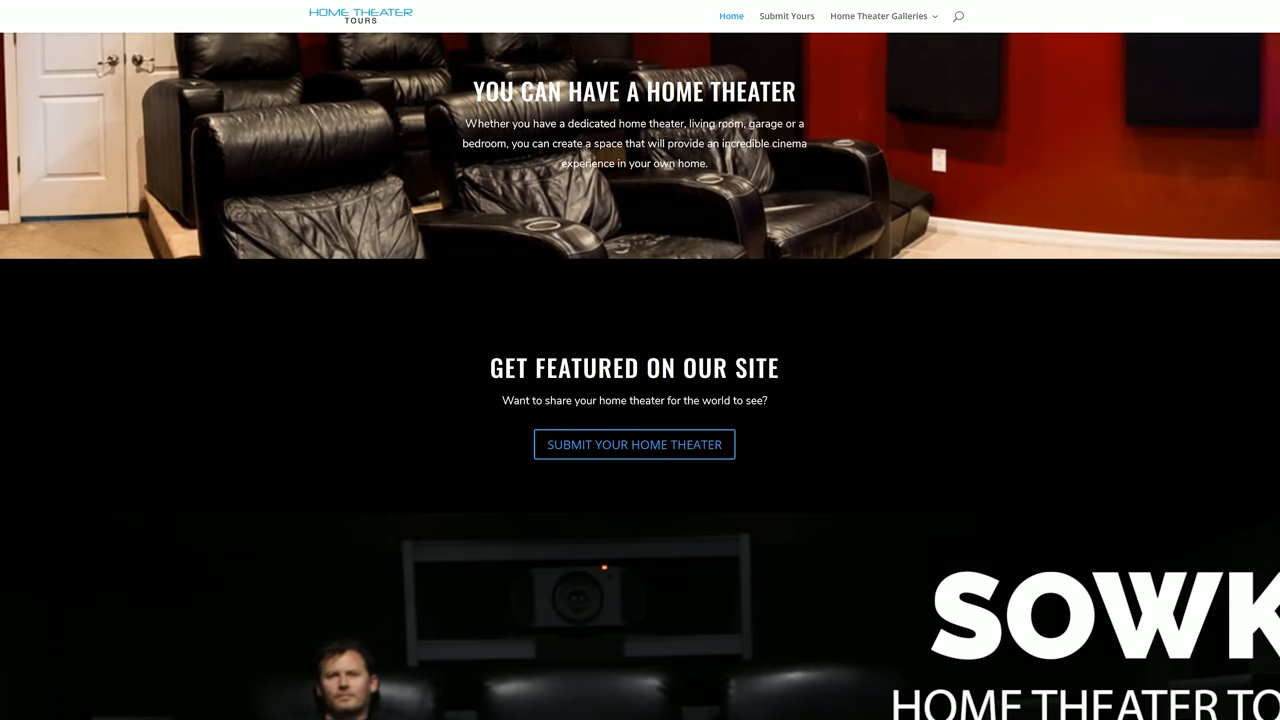 HOME THEATER
TOURS
Home
Submit Yours
Home Theater Galleries
YOU CAN HAVE A HOME THEATER
Whether you have a dedicated home theater, living room, garage or a
bedroom, you can create a space that will provide an incredible cinema
experience in your own home.
GET FEATURED ON OUR SITE
Want to share your home theater for the world to see?
SUBMIT YOUR HOME THEATER
SOWK
HOME THEATER TO